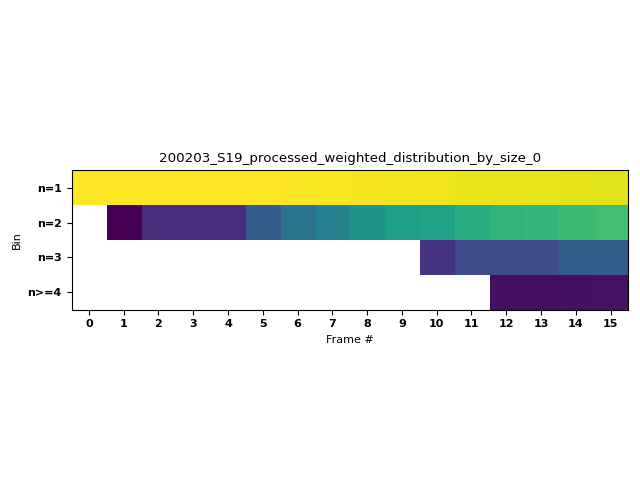 200203_S19_processed_weighted_distribution_by_size_0
n=1
n=2
n=3
n>=4
Bin
0 1 2 3 4 5 6 7 8 9 10 11 12 13 14 15
Frame #